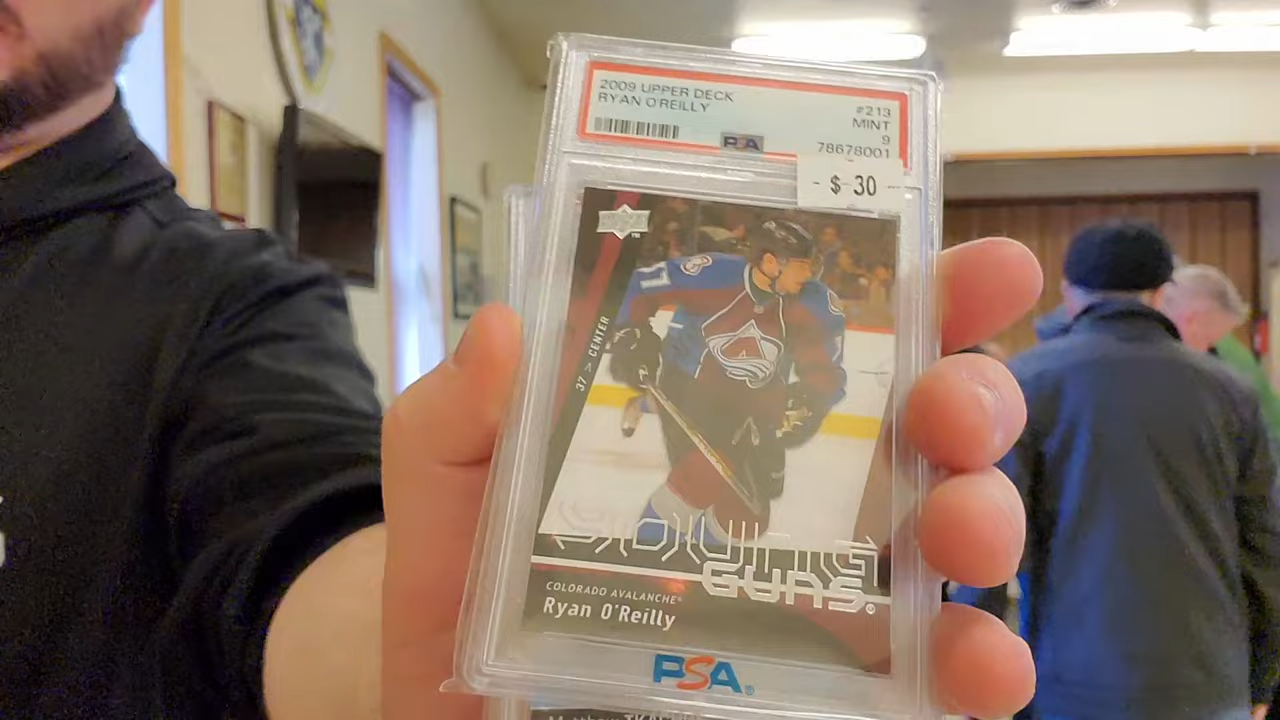 2009 UPPER DECK #213
RYAN O'REILLY MINT
9
PSA 78678001
- $ 30
37 > CENTER
YOUNG
GUNS
COLORADO AVALANCHE
Ryan O'Reilly
PSA